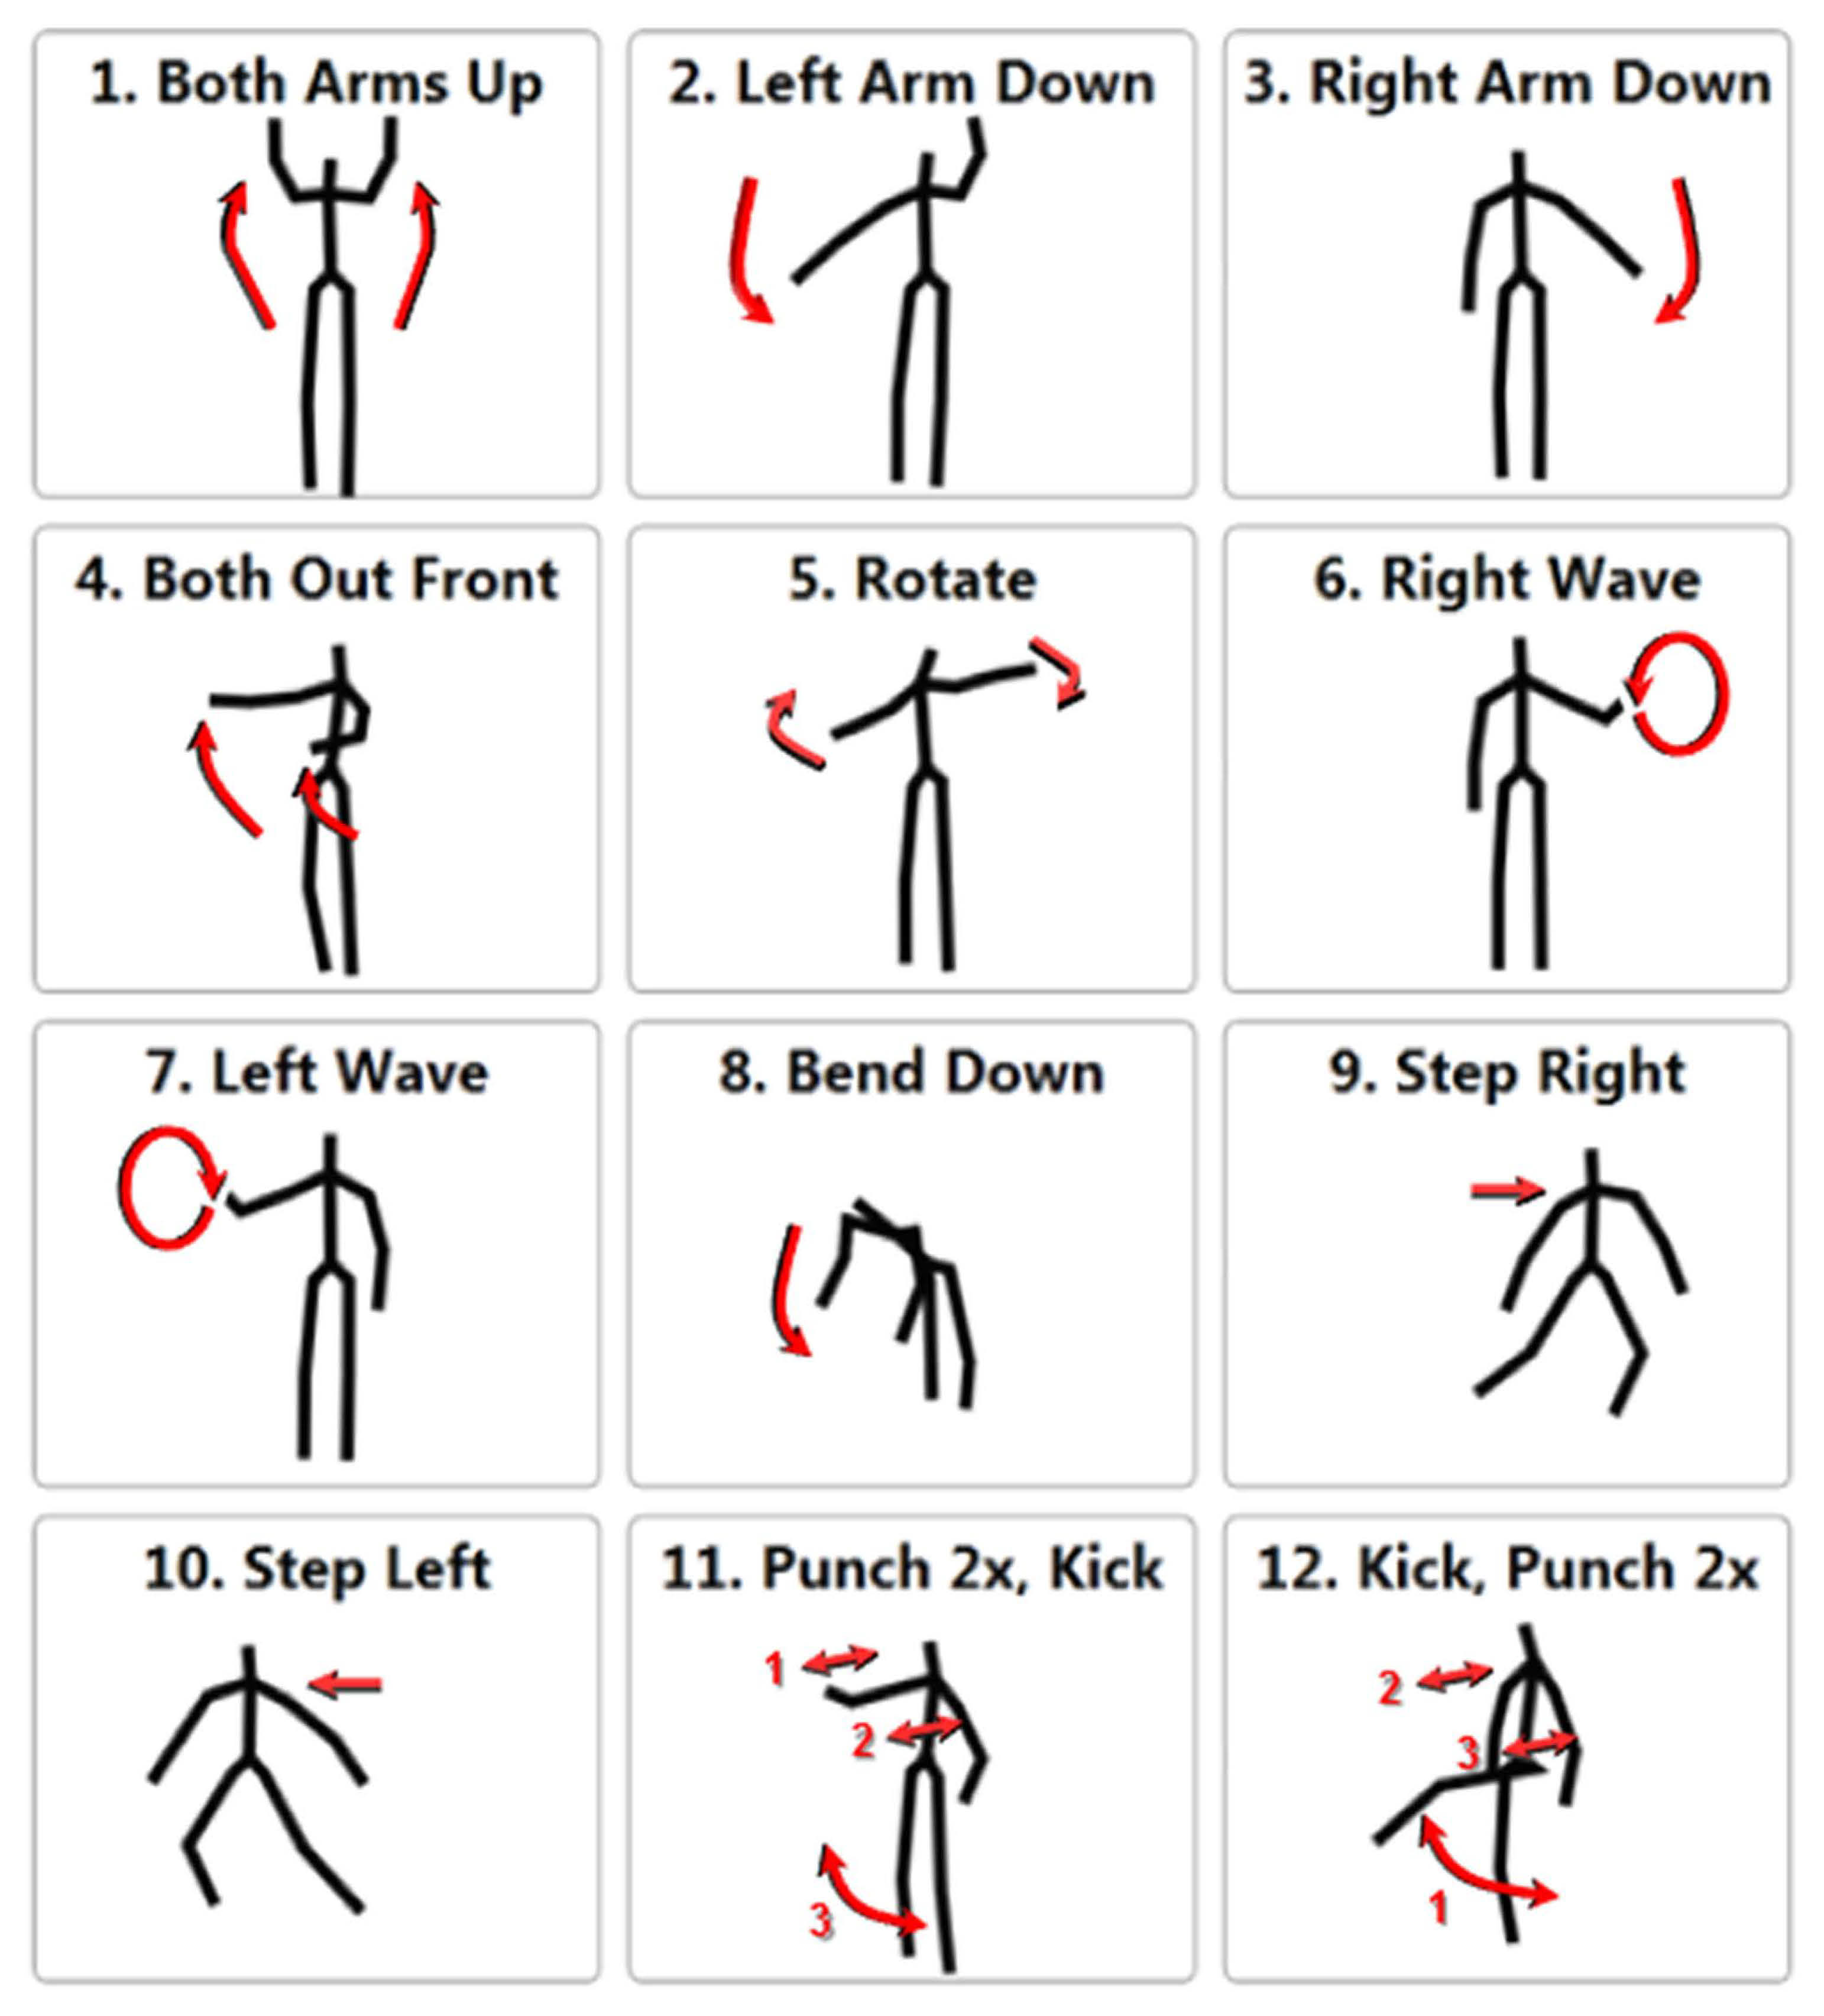 1. Both Arms Up
2. Left Arm Down
3. Right Arm Down
4. Both Out Front
5. Rotate
6. Right Wave
7. Left Wave
8. Bend Down
9. Step Right
10. Step Left
11. Punch 2x, Kick
1
2
3
12. Kick, Punch 2x
2
3
1